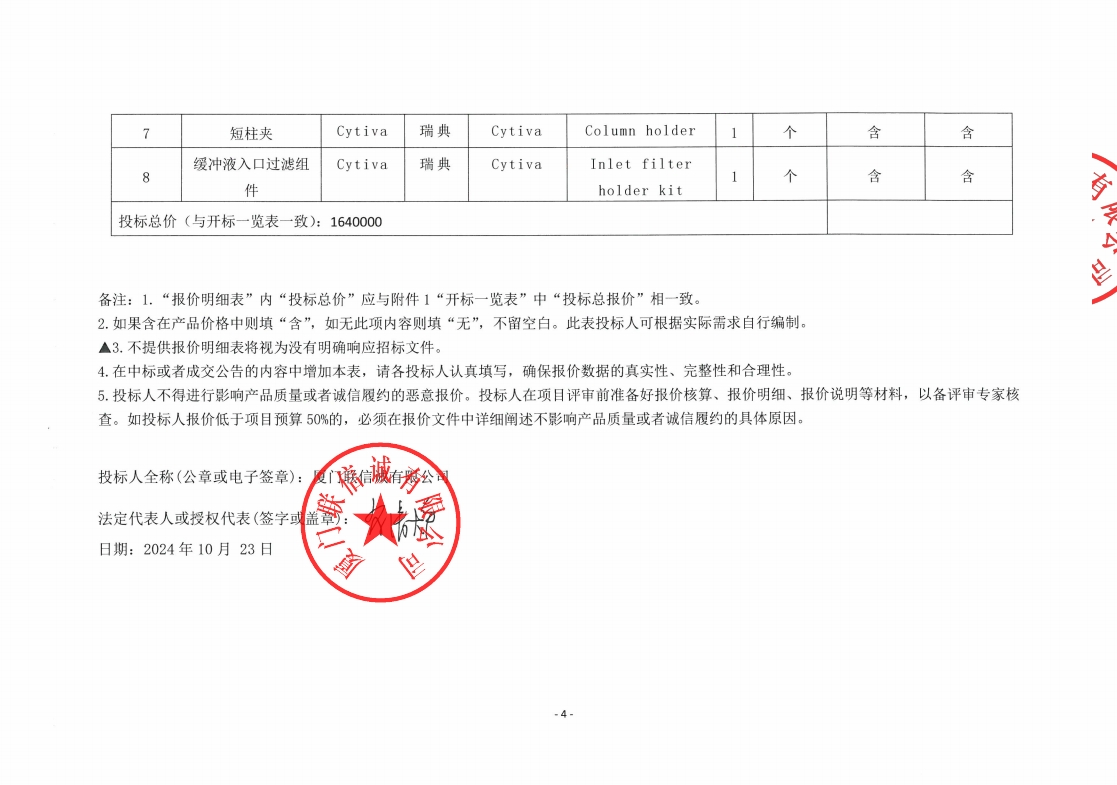 7 短柱夹 Cytiva 瑞典 Cytiva Column holder 1 个 含 含
8 缓冲液入口过滤组件 Cytiva 瑞典 Cytiva Inlet filter holder kit 1 个 含 含
投标总价（与开标一览表一致）：1640000
备注：1.“报价明细表”内“投标总价”应与附件 1“开标一览表”中“投标总报价”相一致。
2.如果含在产品价格中则填“含”，如无此项内容则填“无”，不留空白。此表投标人可根据实际需求自行编制。
▲3.不提供报价明细表将视为没有明确响应招标文件。
4.在中标或者成交公告的内容中增加本表，请各投标人认真填写，确保报价数据的真实性、完整性和合理性。
5.投标人不得进行影响产品质量或者诚信履约的恶意报价。投标人在项目评审前准备好报价核算、报价明细、报价说明等材料，以备评审专家核
查。如投标人报价低于项目预算 50%的，必须在报价文件中详细阐述不影响产品质量或者诚信履约的具体原因。
投标人全称(公章或电子签章)：厦门联信诚有限公司
法定代表人或授权代表(签字或盖章)：
日期：2024 年 10 月 23 日
厦门联信诚有限公司
有限公司
- 4 -